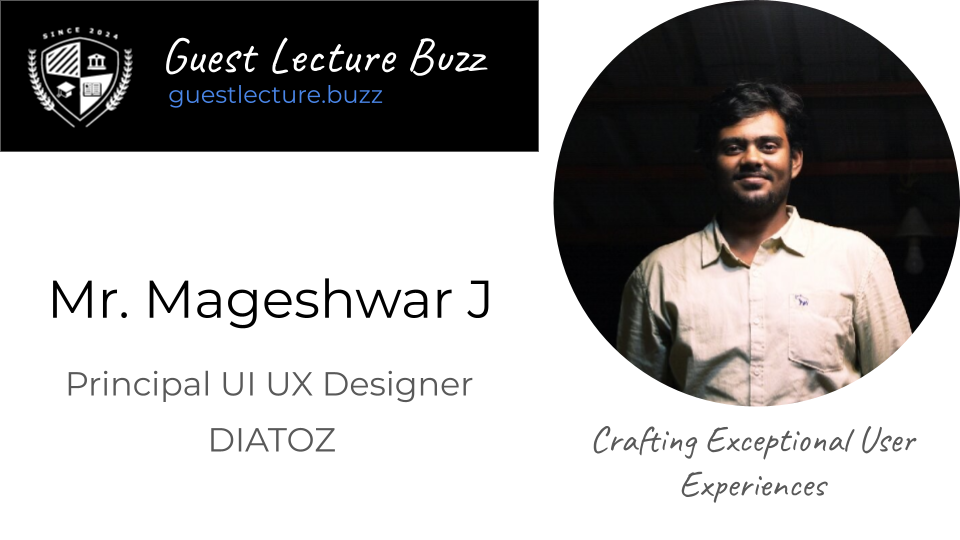 SINCE 2024
Guest Lecture Buzz
guestlecture.buzz
Mr. Mageshwar J
Principal UI UX Designer
DIATOZ
Crafting Exceptional User
Experiences